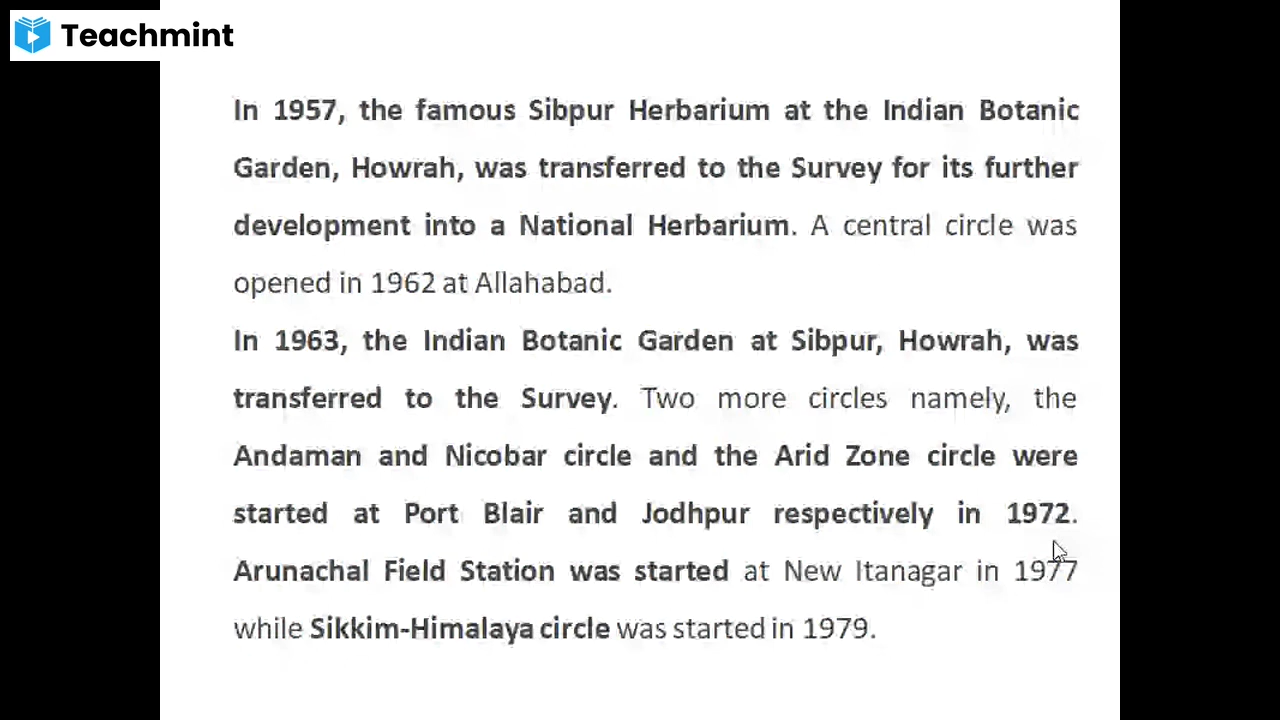 Teachmint
In 1957, the famous Sibpur Herbarium at the Indian Botanic
Garden, Howrah, was transferred to the Survey for its further
development into a National Herbarium. A central circle was
opened in 1962 at Allahabad.
In 1963, the Indian Botanic Garden at Sibpur, Howrah, was
transferred to the Survey. Two more circles namely, the
Andaman and Nicobar circle and the Arid Zone circle were
started at Port Blair and Jodhpur respectively in 1972.
Arunachal Field Station was started at New Itanagar in 1977
while Sikkim-Himalaya circle was started in 1979.